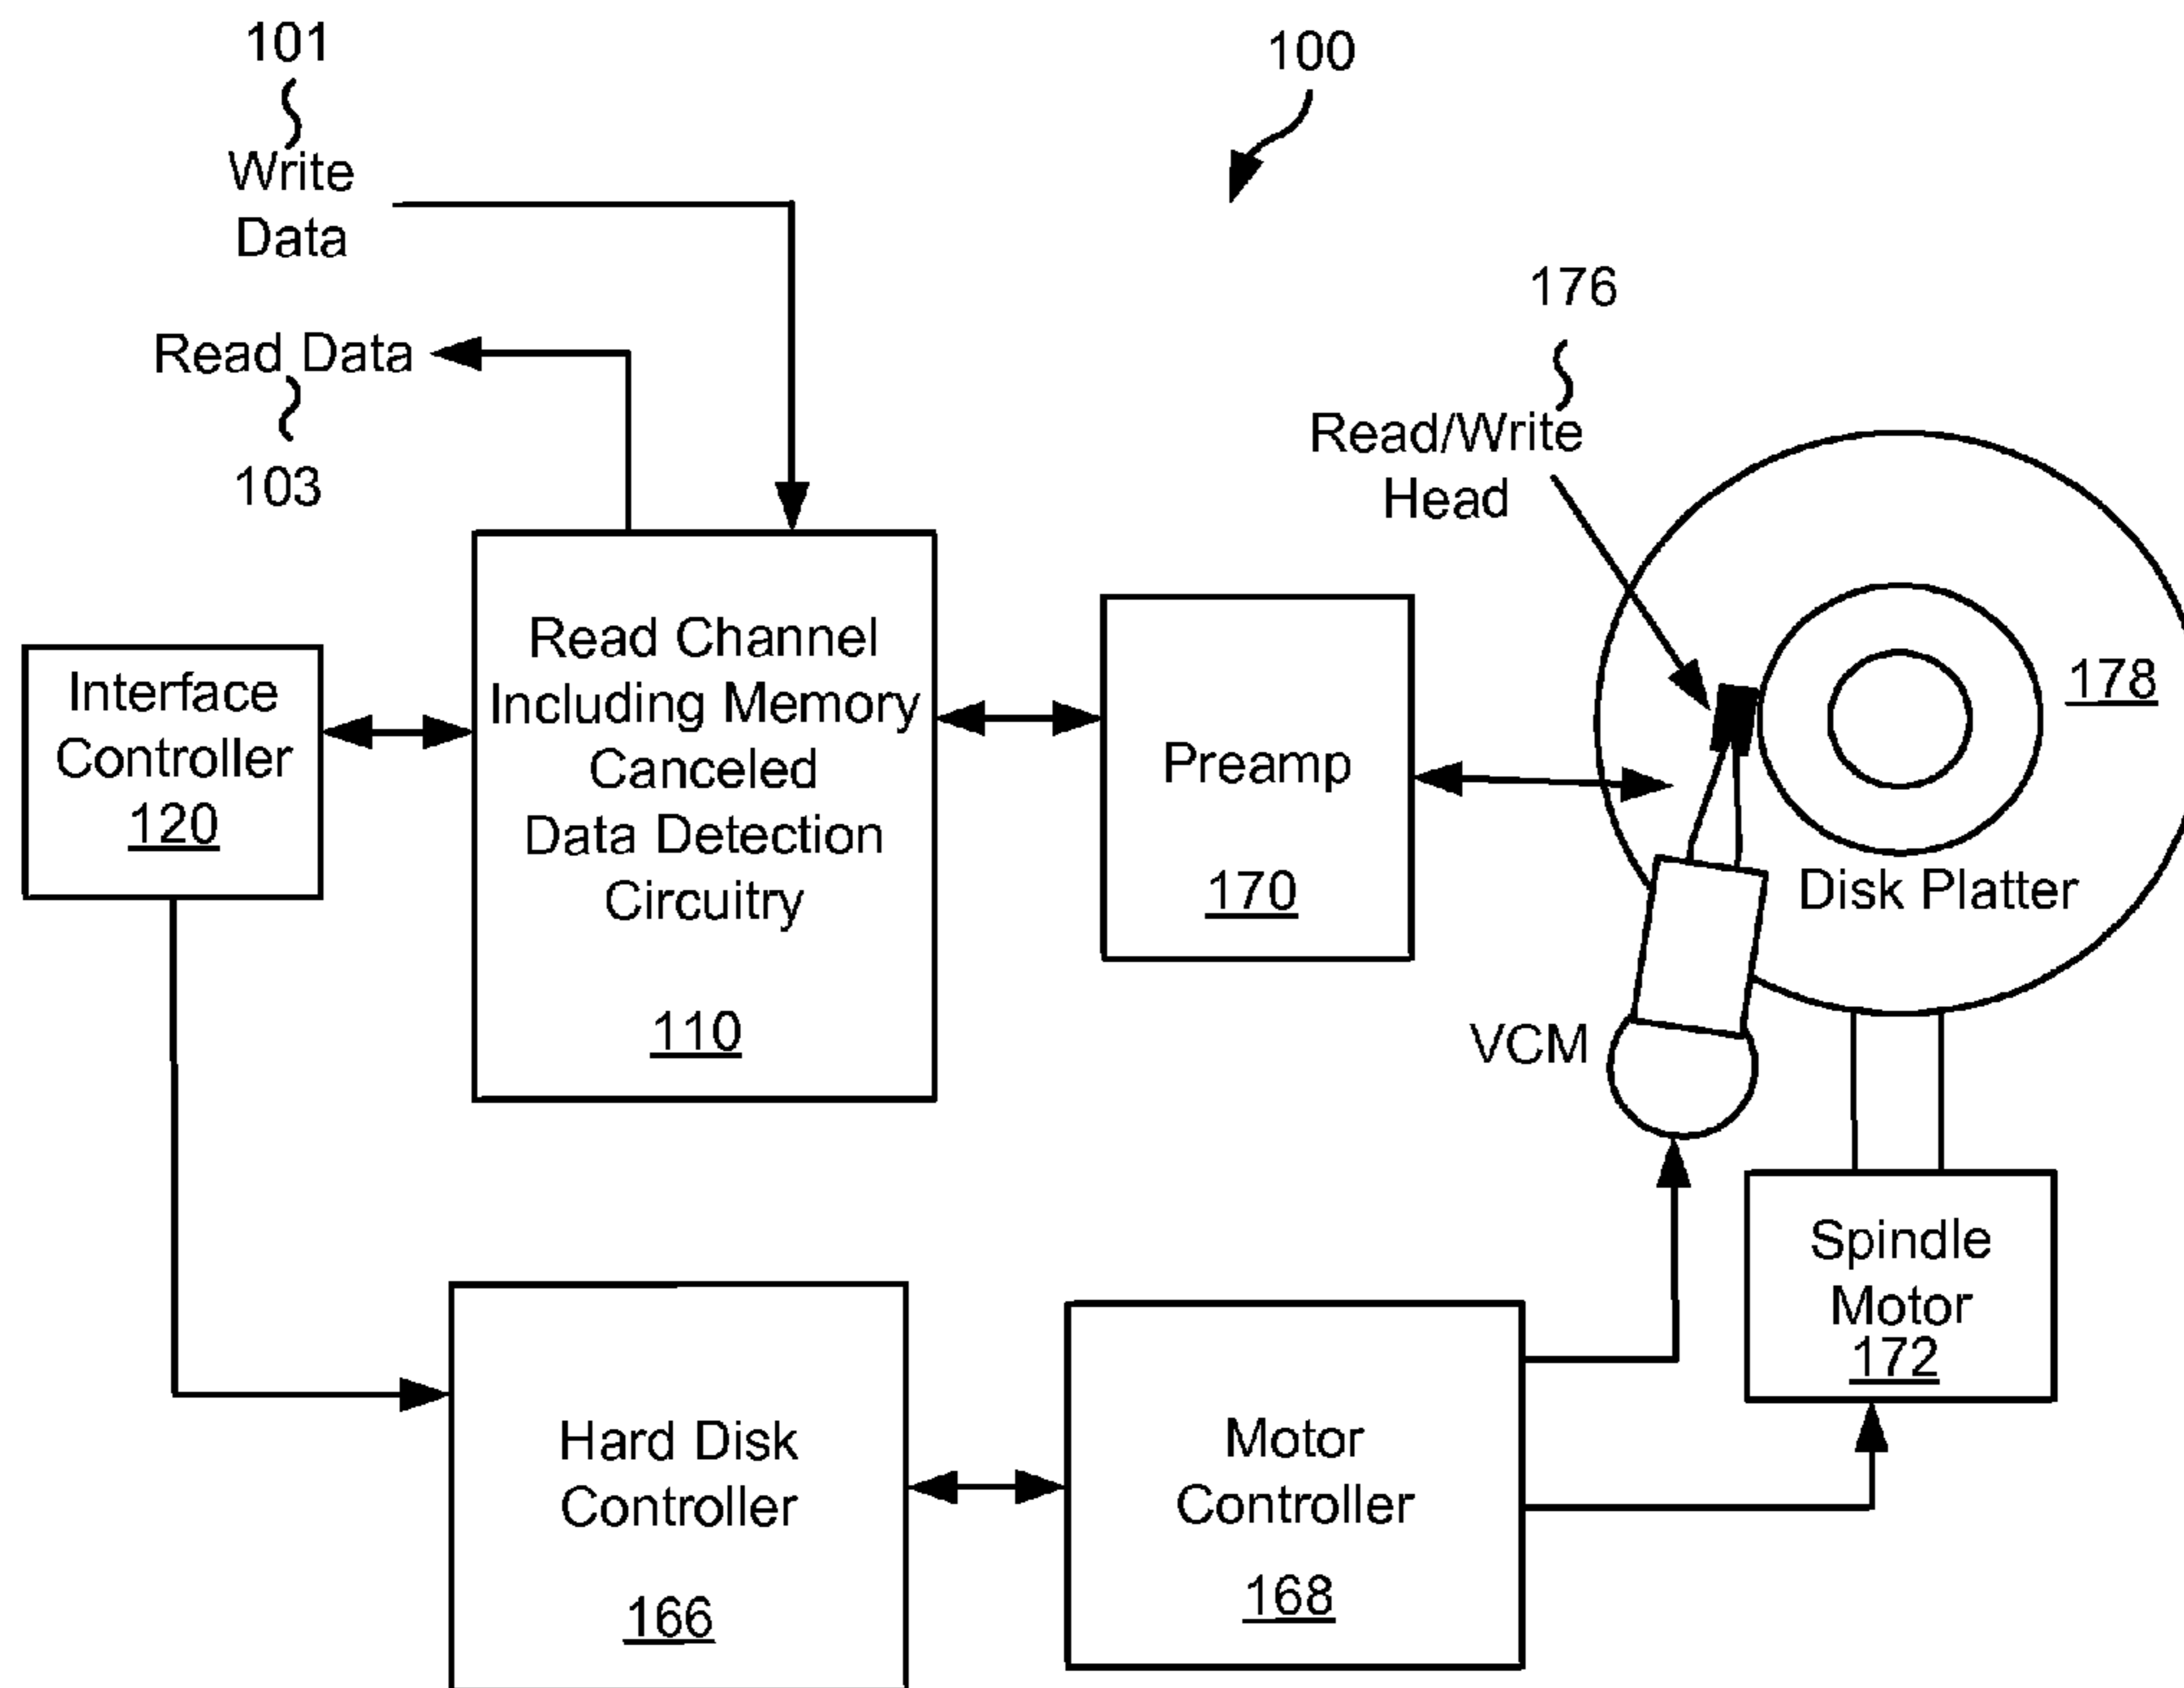 101
Write
Data
100
Read Data
103
176
Read/Write
Head
Interface
Controller
120
Read Channel
Including Memory
Canceled
Data Detection
Circuitry
110
Preamp
170
178
Disk Platter
VCM
Spindle
Motor
172
Hard Disk
Controller
166
Motor
Controller
168